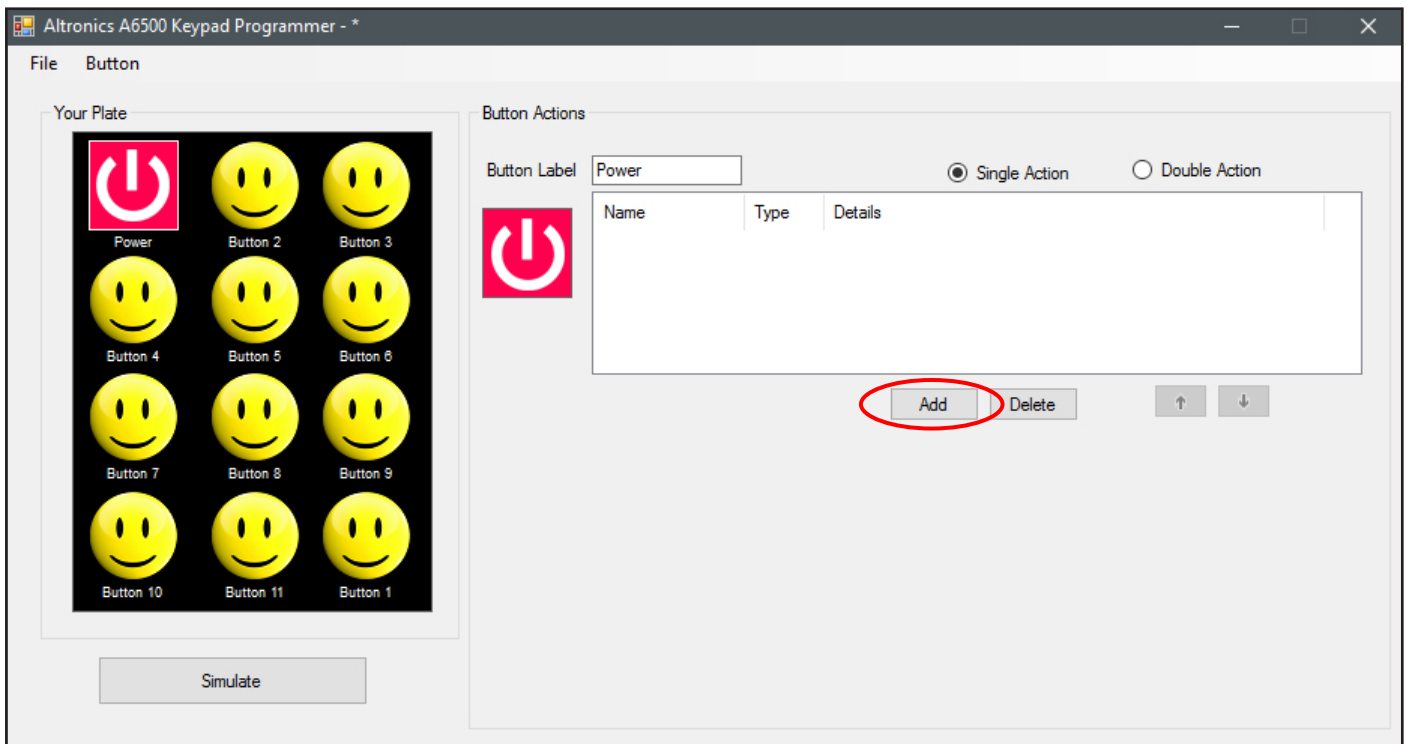 Altronics A6500 Keypad Programmer - *
File Button
Your Plate
Power Button 2 Button 3
Button 4 Button 5 Button 6
Button 7 Button 8 Button 9
Button 10 Button 11 Button 1
Simulate
Button Actions
Button Label Power Single Action Double Action
Name Type Details
Add Delete